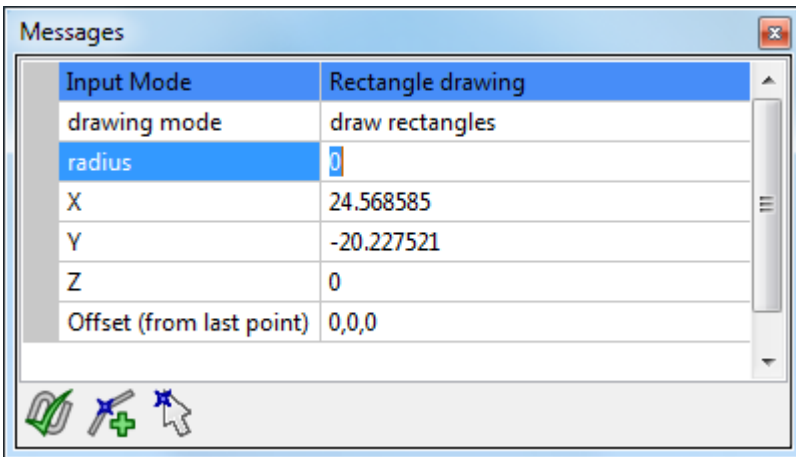 Messages
Input Mode Rectangle drawing
drawing mode draw rectangles
radius 0
X 24.568585
Y -20.227521
Z 0
Offset (from last point) 0,0,0